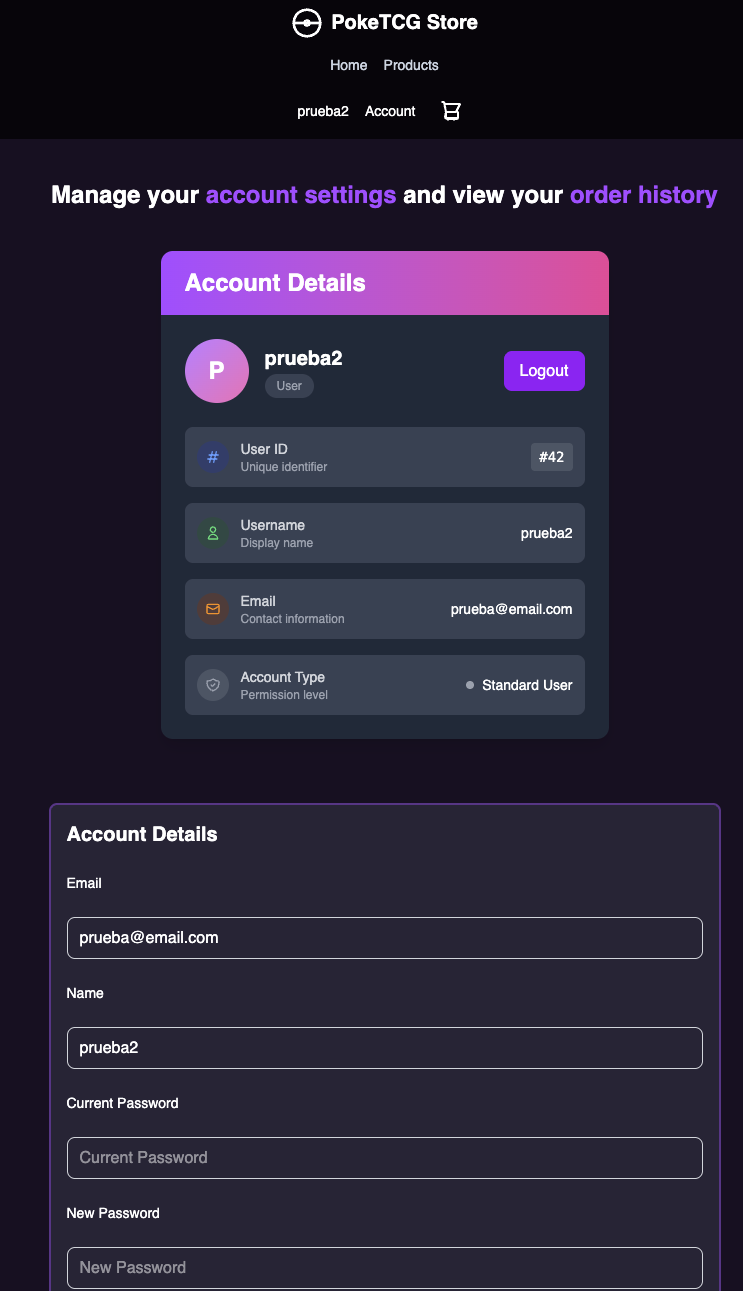 PokeTCG Store
Home Products
prueba2 Account
Manage your account settings and view your order history
Account Details
P
prueba2
User
Logout
User ID
Unique identifier
#42
Username
Display name
prueba2
Email
Contact information
prueba@email.com
Account Type
Permission level
Standard User
Account Details
Email
prueba@email.com
Name
prueba2
Current Password
Current Password
New Password
New Password